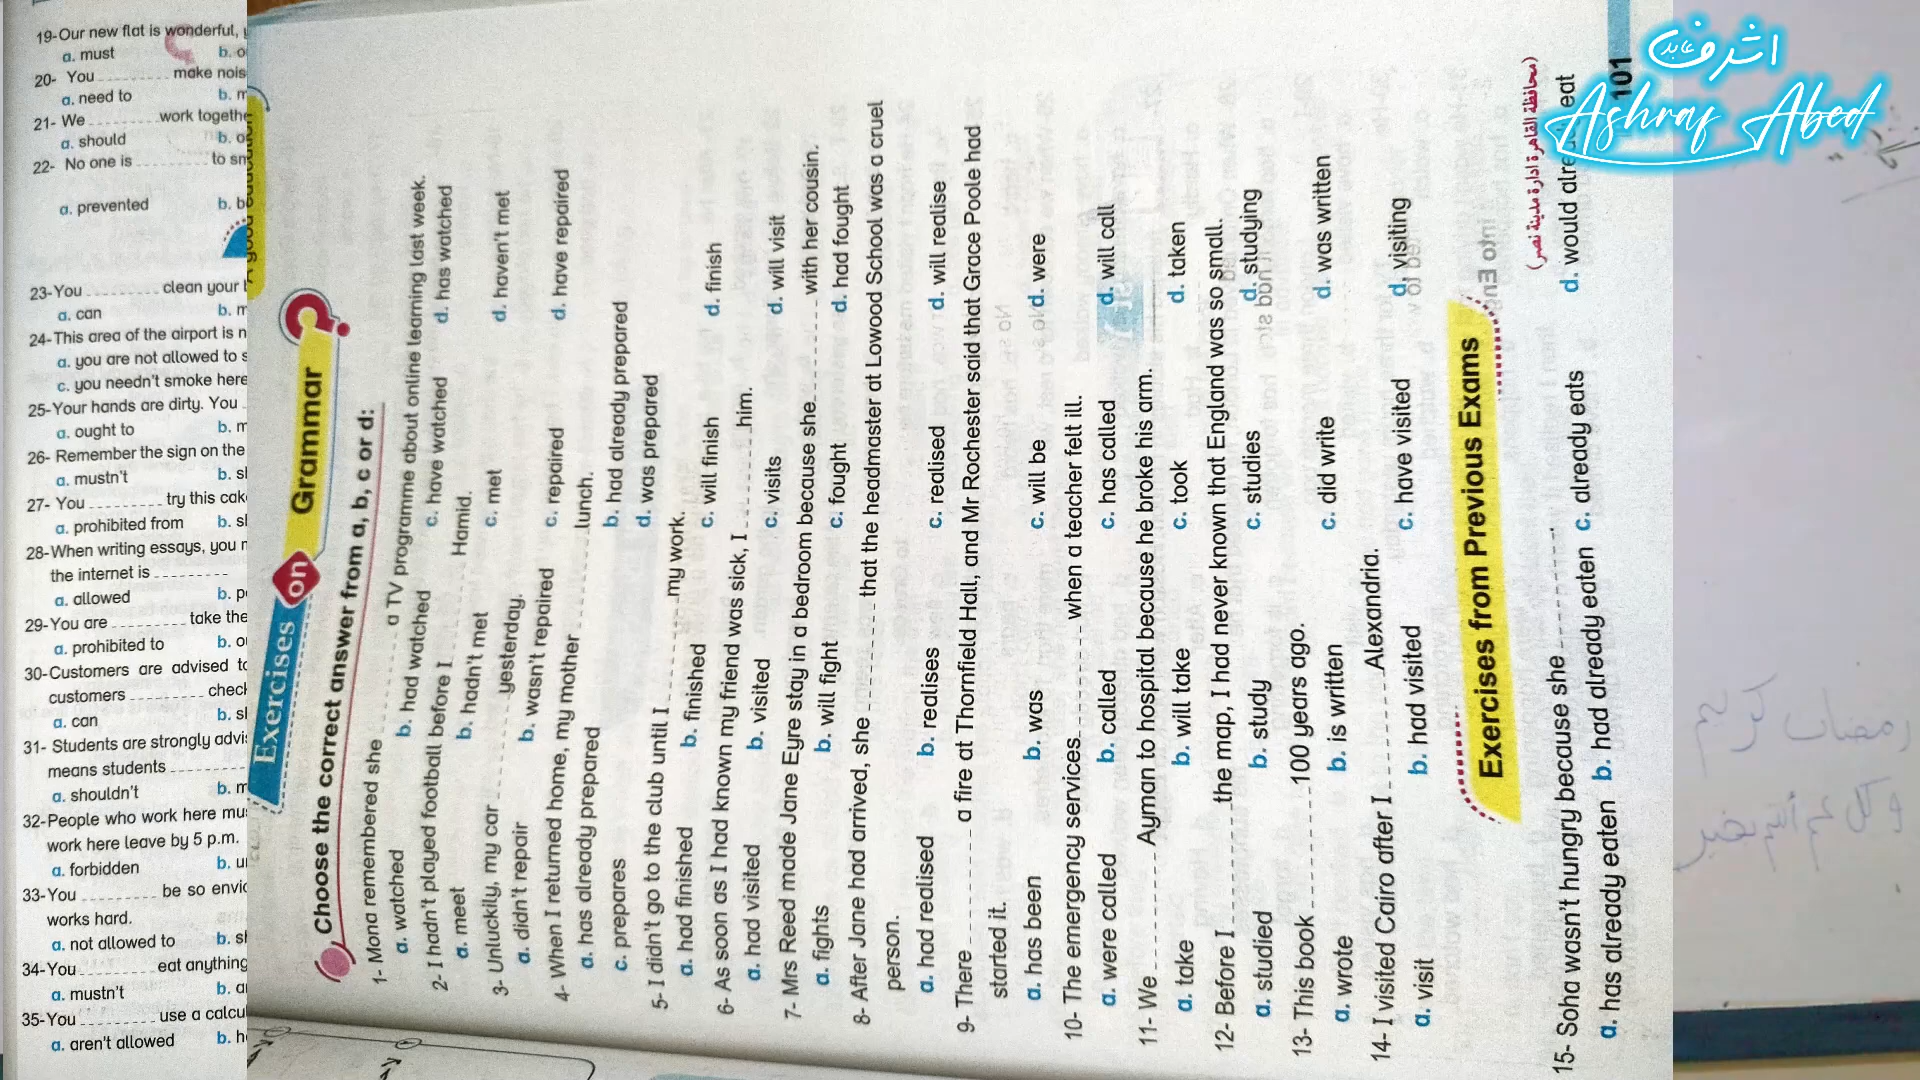 19-Our new flat is wonderful,
a. must
b. o
20- You ---------- make nois
a. need to
b. m
21- We ---------- work togethe
a. should
b. o
22- No one is ---------- to sm
a. prevented
b. b
23-You ---------- clean your
a. can
b. m
24-This area of the airport is n
a. you are not allowed to s
c. you needn't smoke here
25-Your hands are dirty. You
a. ought to
b. m
26- Remember the sign on the
a. mustn't
b. sl
27- You ---------- try this cak
a. prohibited from
b. sl
28-When writing essays, you
the internet is ----------
a. allowed
b. p
29-You are ---------- take the
a. prohibited to
b. o
30-Customers are advised to
customers ---------- check
a. can
b. sl
31- Students are strongly advi
means students ----------
a. shouldn't
b. m
32-People who work here mu
work here leave by 5 p.m.
a. forbidden
b. u
33-You ---------- be so envio
works hard.
a. not allowed to
b. sl
34-You ---------- eat anything
a. mustn't
b. a
35-You ---------- use a calcu
a. aren't allowed
b. h
Exercises on Grammar
Choose the correct answer from a, b, c or d:
1- Mona remembered she ---------- a TV programme about online learning last week.
a. watched b. had watched c. have watched d. has watched
2- I hadn't played football before I ---------- Hamid.
a. meet b. hadn't met c. met d. haven't met
3- Unluckily, my car ---------- yesterday.
a. didn't repair b. wasn't repaired c. repaired d. have repaired
4- When I returned home, my mother ---------- lunch.
a. has already prepared b. had already prepared
c. prepares d. was prepared
5- I didn't go to the club until I ---------- my work.
a. had finished b. finished c. will finish d. finish
6- As soon as I had known my friend was sick, I ---------- him.
a. had visited b. visited c. visits d. will visit
7- Mrs Reed made Jane Eyre stay in a bedroom because she ---------- with her cousin.
a. fights b. will fight c. fought d. had fought
8- After Jane had arrived, she ---------- that the headmaster at Lowood School was a cruel
person.
a. had realised b. realises c. realised d. will realise
9- There ---------- a fire at Thornfield Hall, and Mr Rochester said that Grace Poole had
started it.
a. has been b. was c. will be d. were
10- The emergency services ---------- when a teacher felt ill.
a. were called b. called c. has called d. will call
11- We ---------- Ayman to hospital because he broke his arm.
a. take b. will take c. took d. taken
12- Before I ---------- the map, I had never known that England was so small.
a. studied b. study c. studies d. studying
13- This book ---------- 100 years ago.
a. wrote b. is written c. did write d. was written
14- I visited Cairo after I ---------- Alexandria.
a. visit b. had visited c. have visited d. visiting
Exercises from Previous Exams
15- Soha wasn't hungry because she ----------. (محافظة القاهرة ادارة مدينة نصر)
a. has already eaten b. had already eaten c. already eats d. would already eat
101
اشرف عابد
Ashraf Abed
رمضان كريم